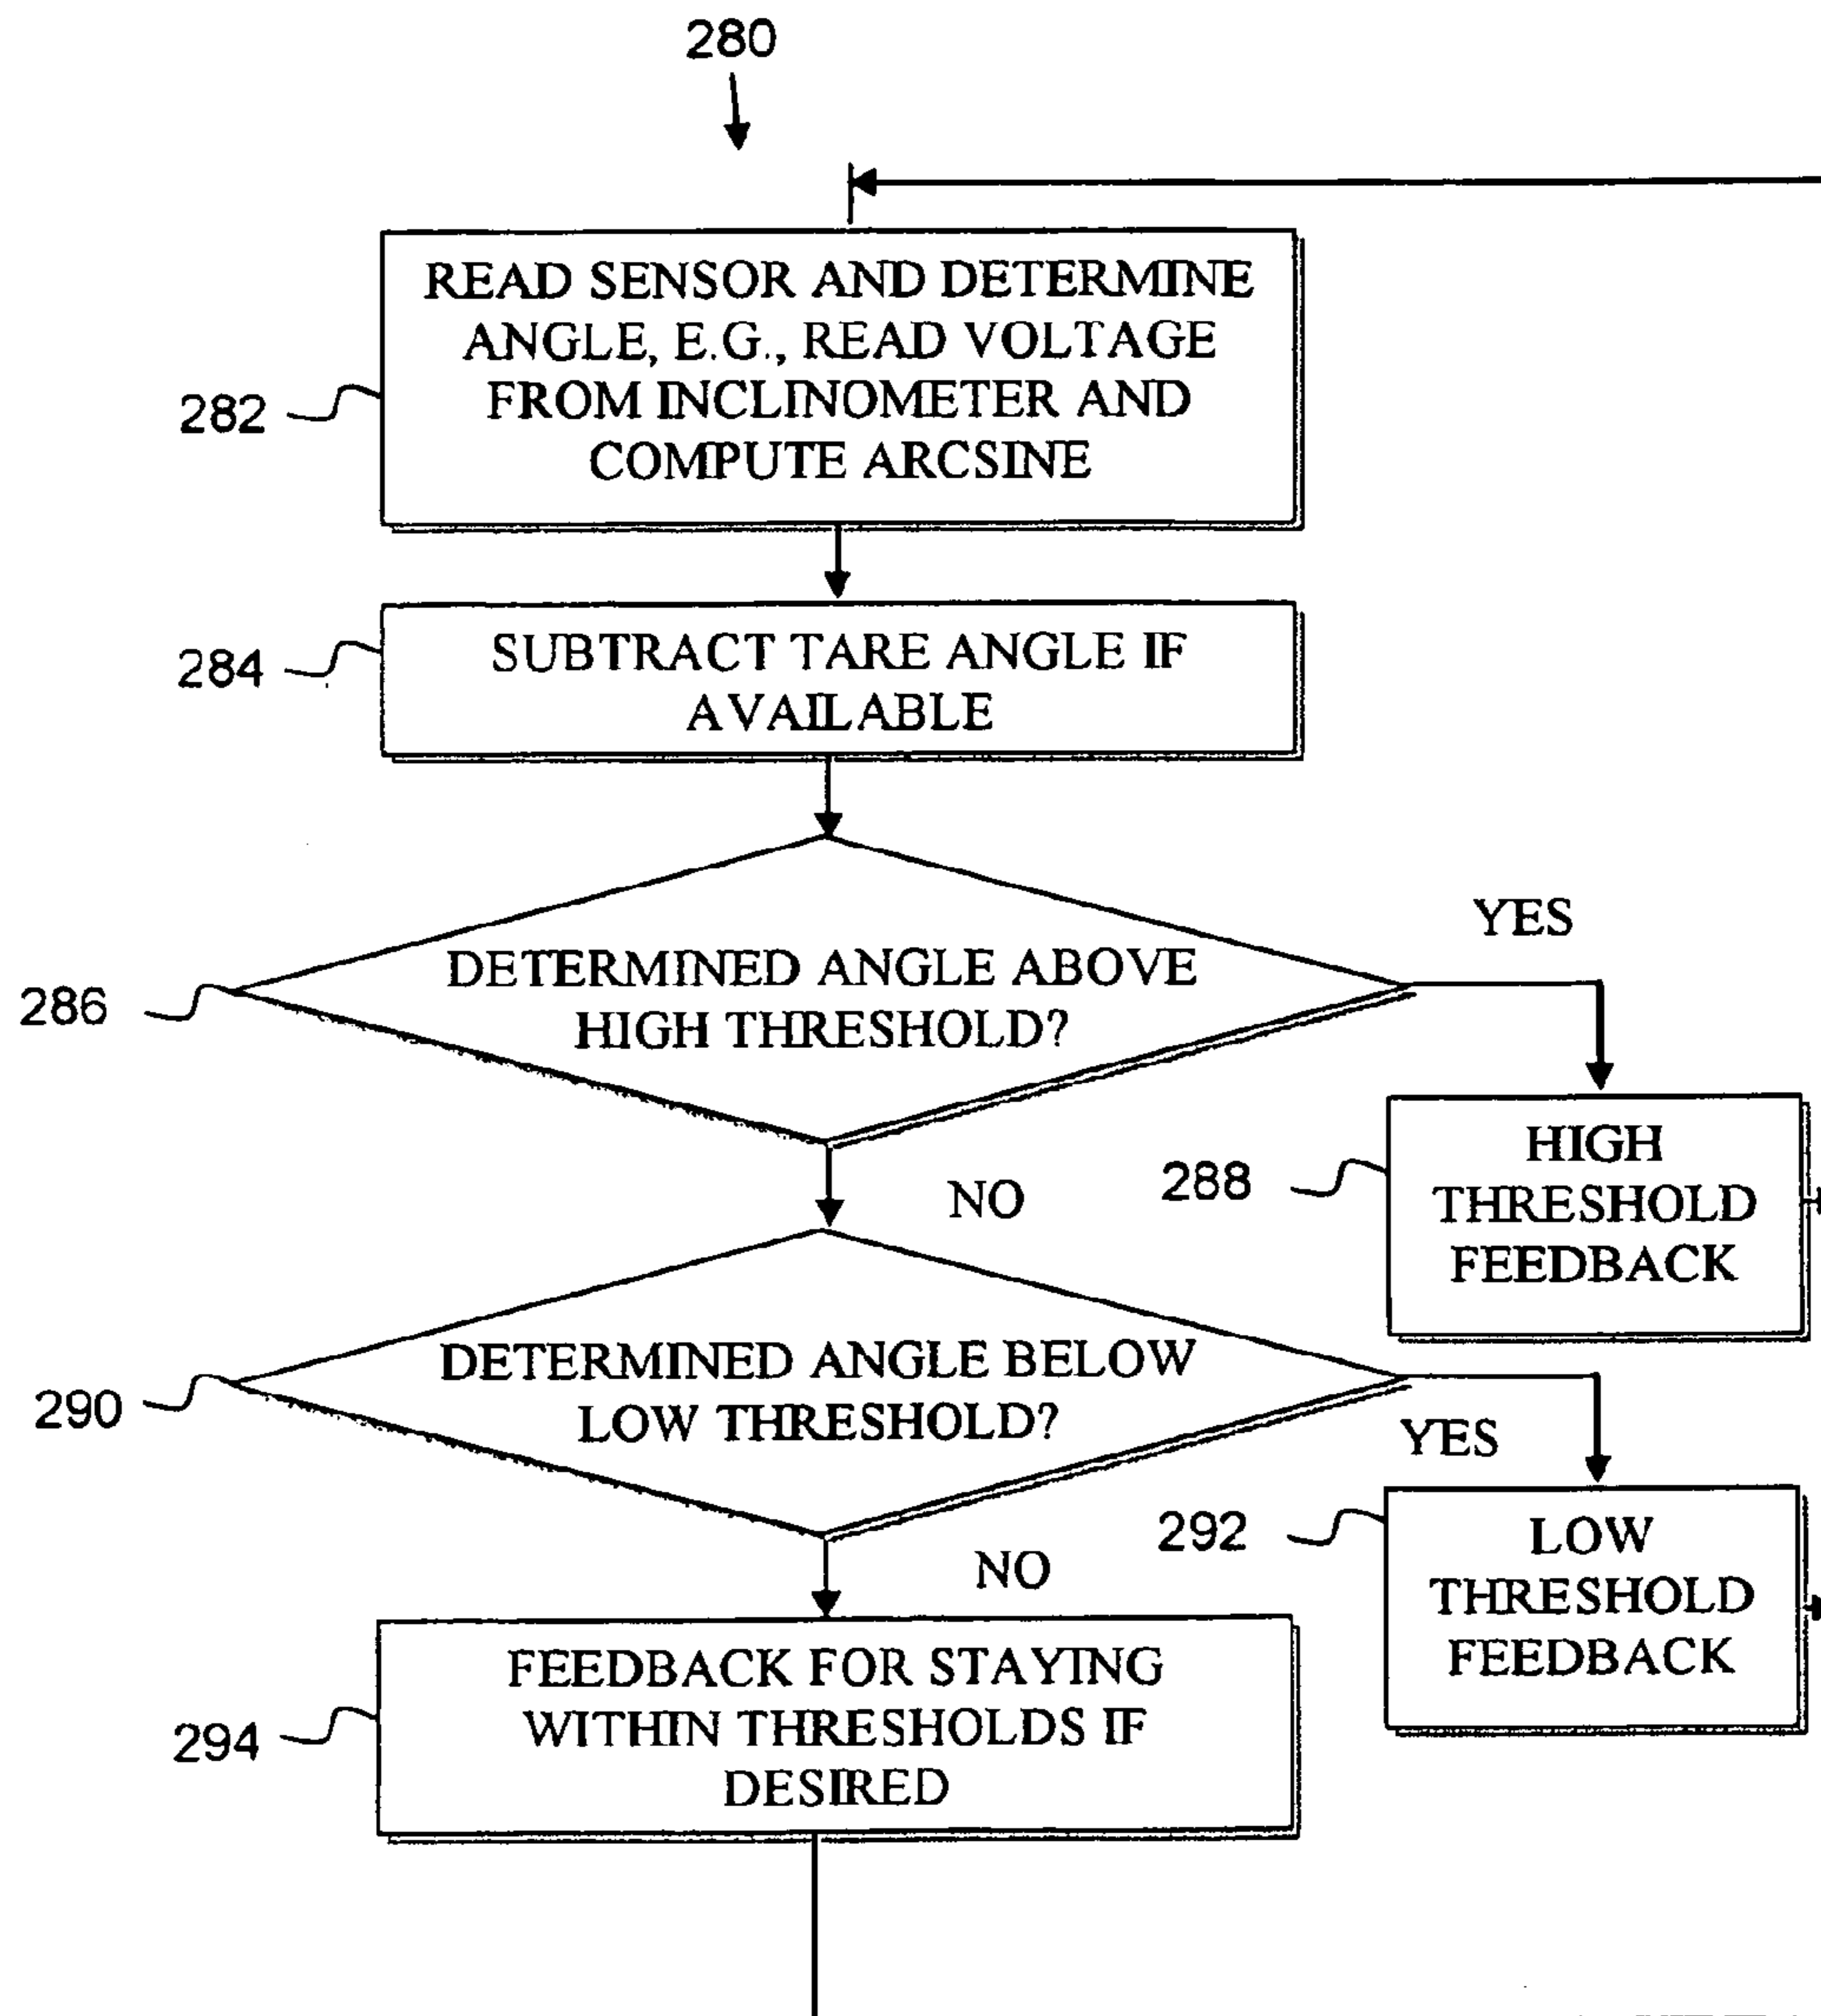 280
READ SENSOR AND DETERMINE
ANGLE, E.G., READ VOLTAGE
FROM INCLINOMETER AND
COMPUTE ARCSINE
282
SUBTRACT TARE ANGLE IF
AVAILABLE
284
DETERMINED ANGLE ABOVE
HIGH THRESHOLD?
286
YES
HIGH
THRESHOLD
FEEDBACK
288
NO
DETERMINED ANGLE BELOW
LOW THRESHOLD?
290
YES
LOW
THRESHOLD
FEEDBACK
292
NO
FEEDBACK FOR STAYING
WITHIN THRESHOLDS IF
DESIRED
294